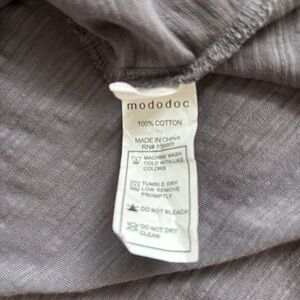 mododoc
100% COTTON
MADE IN CHINA
RN#
MACHINE WASH
COLD WITH LIKE
COLORS
TUMBLE DRY
LOW REMOVE
PROMPTLY
DO NOT BLEACH
DO NOT DRY
CLEAN